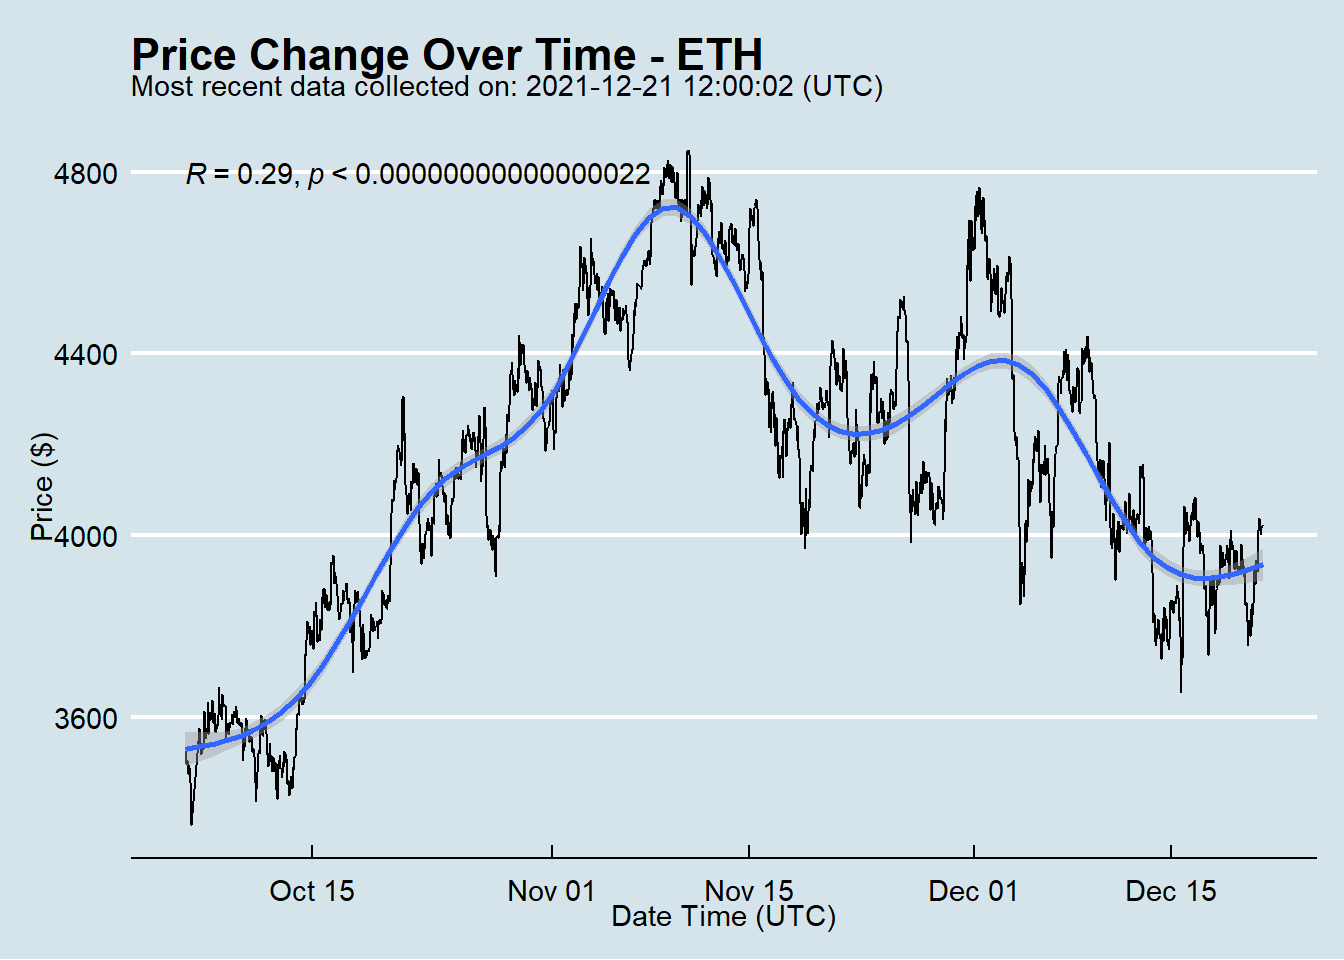 Price Change Over Time - ETH
Most recent data collected on: 2021-12-21 12:00:02 (UTC)
R = 0.29, p < 0.00000000000000022
4800
4400
4000
3600
Price ($)
Oct 15 Nov 01 Nov 15 Dec 01 Dec 15
Date Time (UTC)